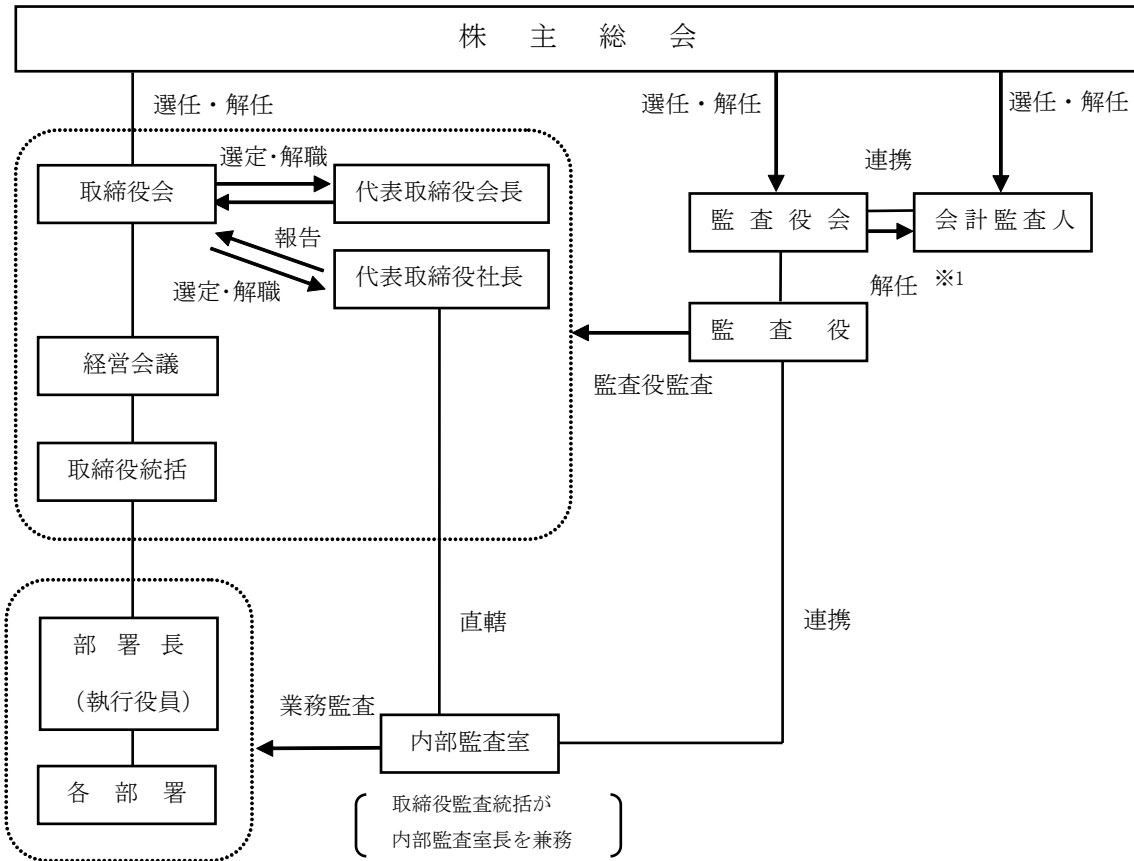 株主総会
選任・解任
選任・解任
選任・解任
選定・解職
連携
取締役会
代表取締役会長
監査役会
会計監査人
報告
代表取締役社長
選定・解職
解任 ※1
監査役
経営会議
監査役監査
取締役統括
部署長
(執行役員)
直轄
連携
業務監査
内部監査室
各部署
取締役監査統括が
内部監査室長を兼務